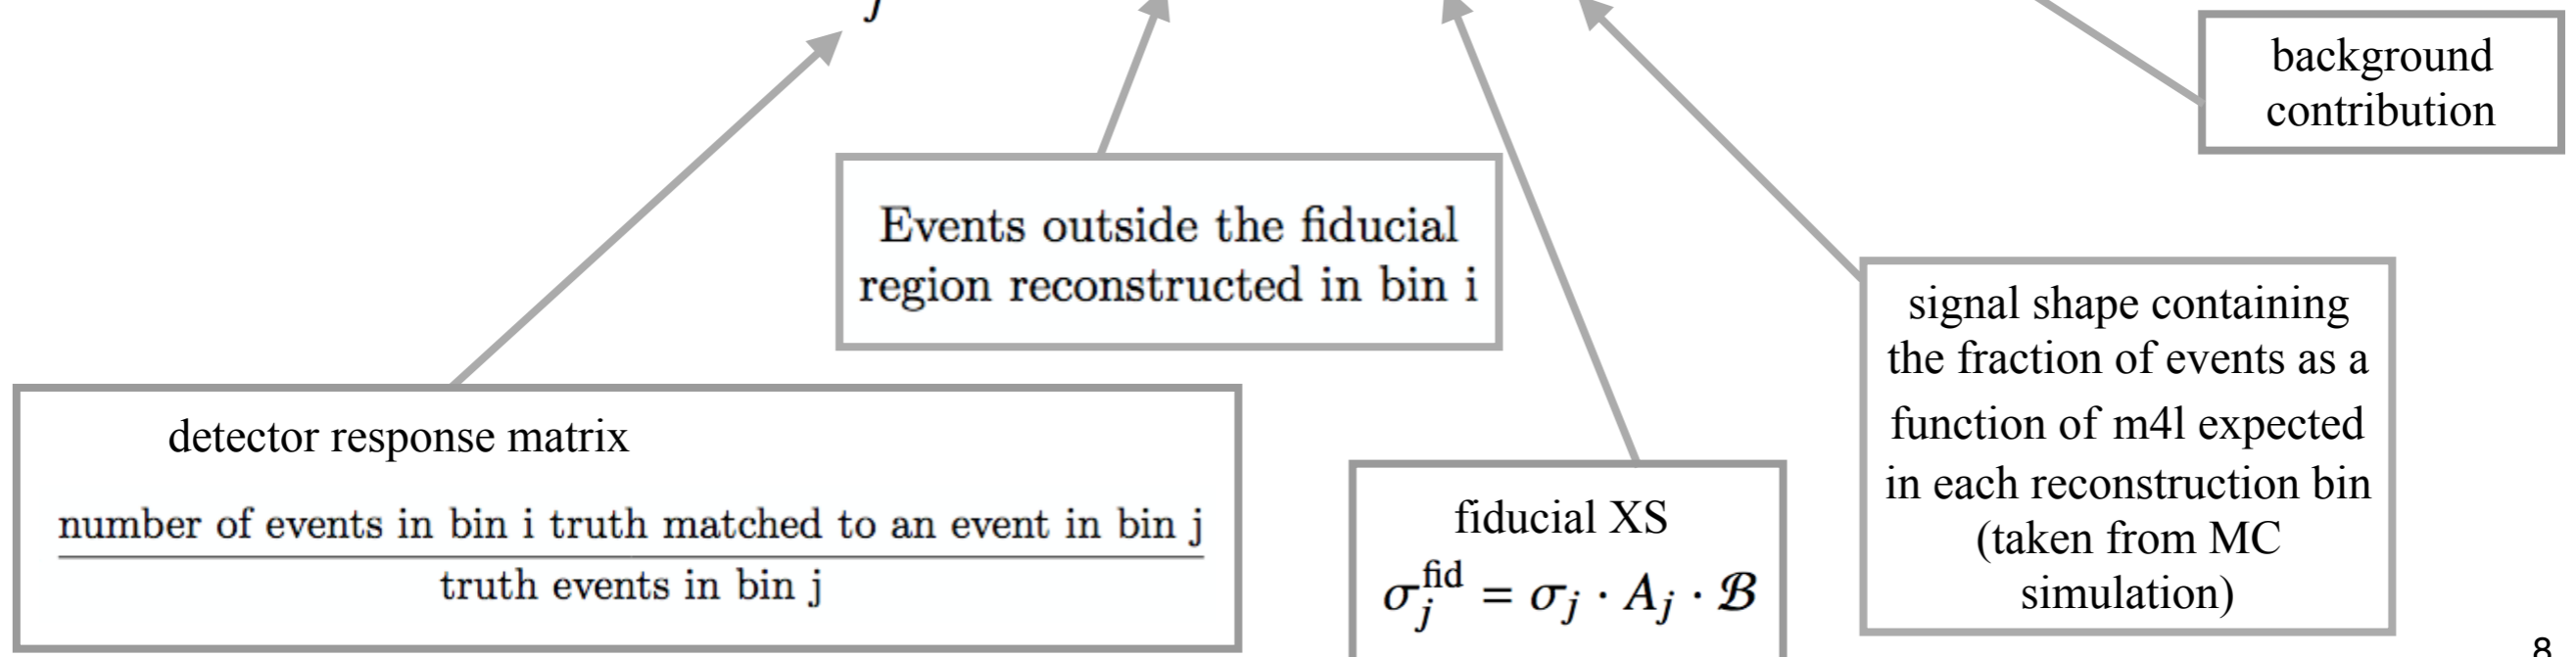 j
background
contribution
Events outside the fiducial
region reconstructed in bin i
signal shape containing
the fraction of events as a
function of m4l expected
in each reconstruction bin
(taken from MC
simulation)
detector response matrix
number of events in bin i truth matched to an event in bin j
truth events in bin j
fiducial XS
σ_j^fid = σ_j · A_j · ℬ
8